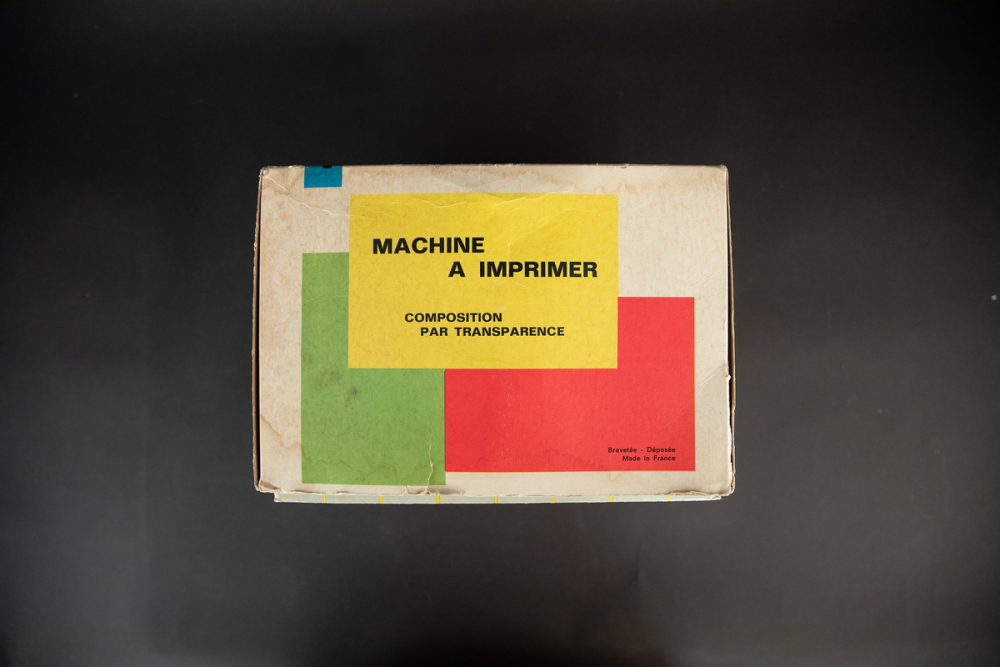 MACHINE
A IMPRIMER
COMPOSITION
PAR TRANSPARENCE
Brevetée - Déposée
Made in France